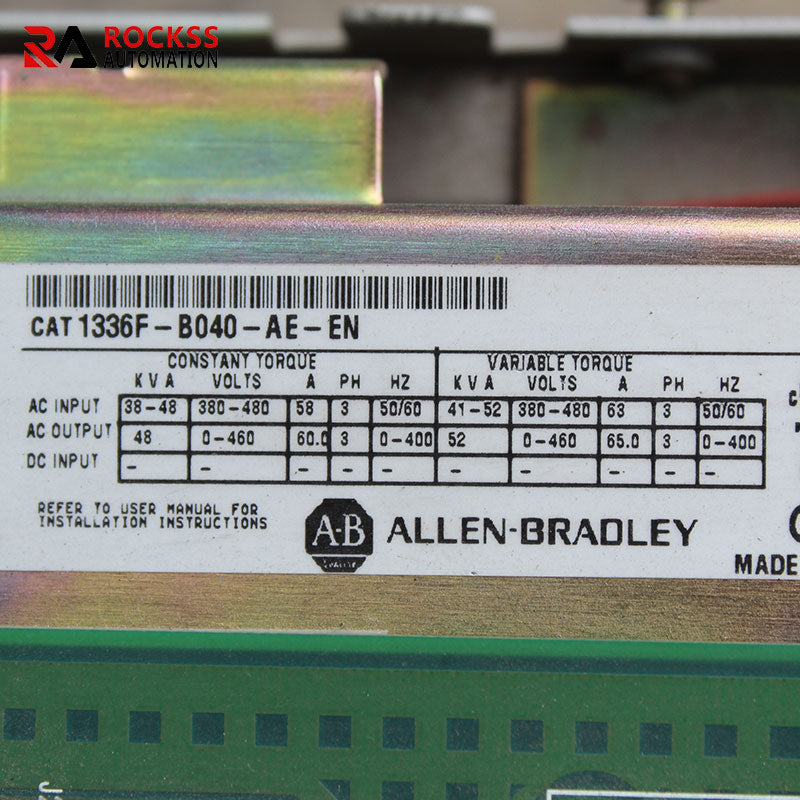 RA ROCKSS
AUTOMATION
CAT 1336F-B040-AE-EN
CONSTANT TORQUE VARIABLE TORQUE
KVA VOLTS A PH HZ KVA VOLTS A PH HZ
AC INPUT 38-48 380-480 58 3 50/60 41-52 380-480 63 3 50/60
AC OUTPUT 48 0-460 60.0 3 0-400 52 0-460 65.0 3 0-400
DC INPUT - - - - - - - - - -
REFER TO USER MANUAL FOR
INSTALLATION INSTRUCTIONS
A-B ALLEN-BRADLEY
QUALITY
MADE